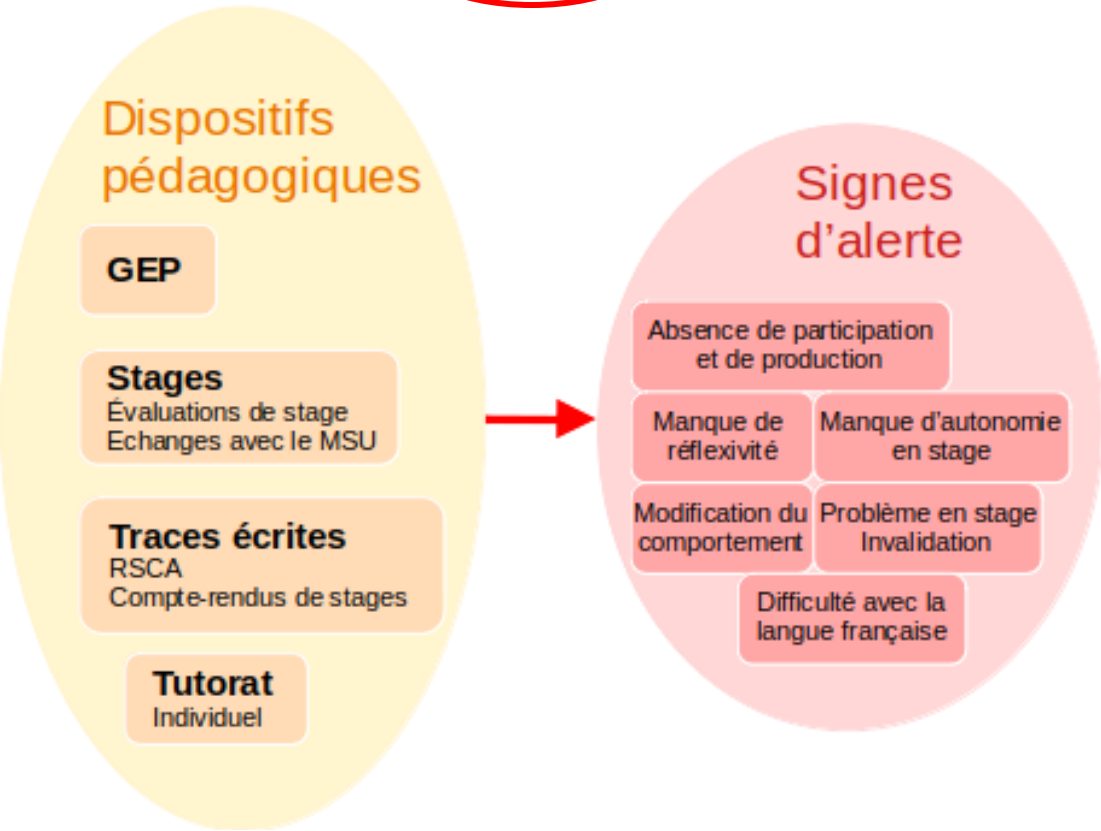 Dispositifs
pédagogiques
GEP
Stages
Évaluations de stage
Echanges avec le MSU
Traces écrites
RSCA
Compte-rendus de stages
Tutorat
Individuel
Signes
d'alerte
Absence de participation
et de production
Manque de
réflexivité
Manque d'autonomie
en stage
Modification du
comportement
Problème en stage
Invalidation
Difficulté avec la
langue française